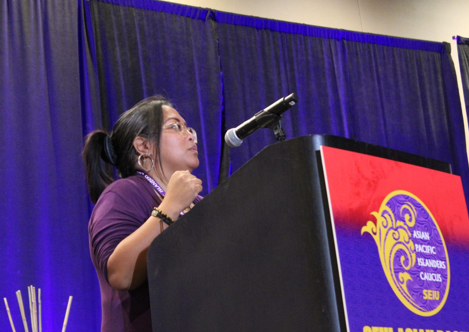 ASIAN
PACIFIC
ISLANDERS
CAUCUS
SEIU